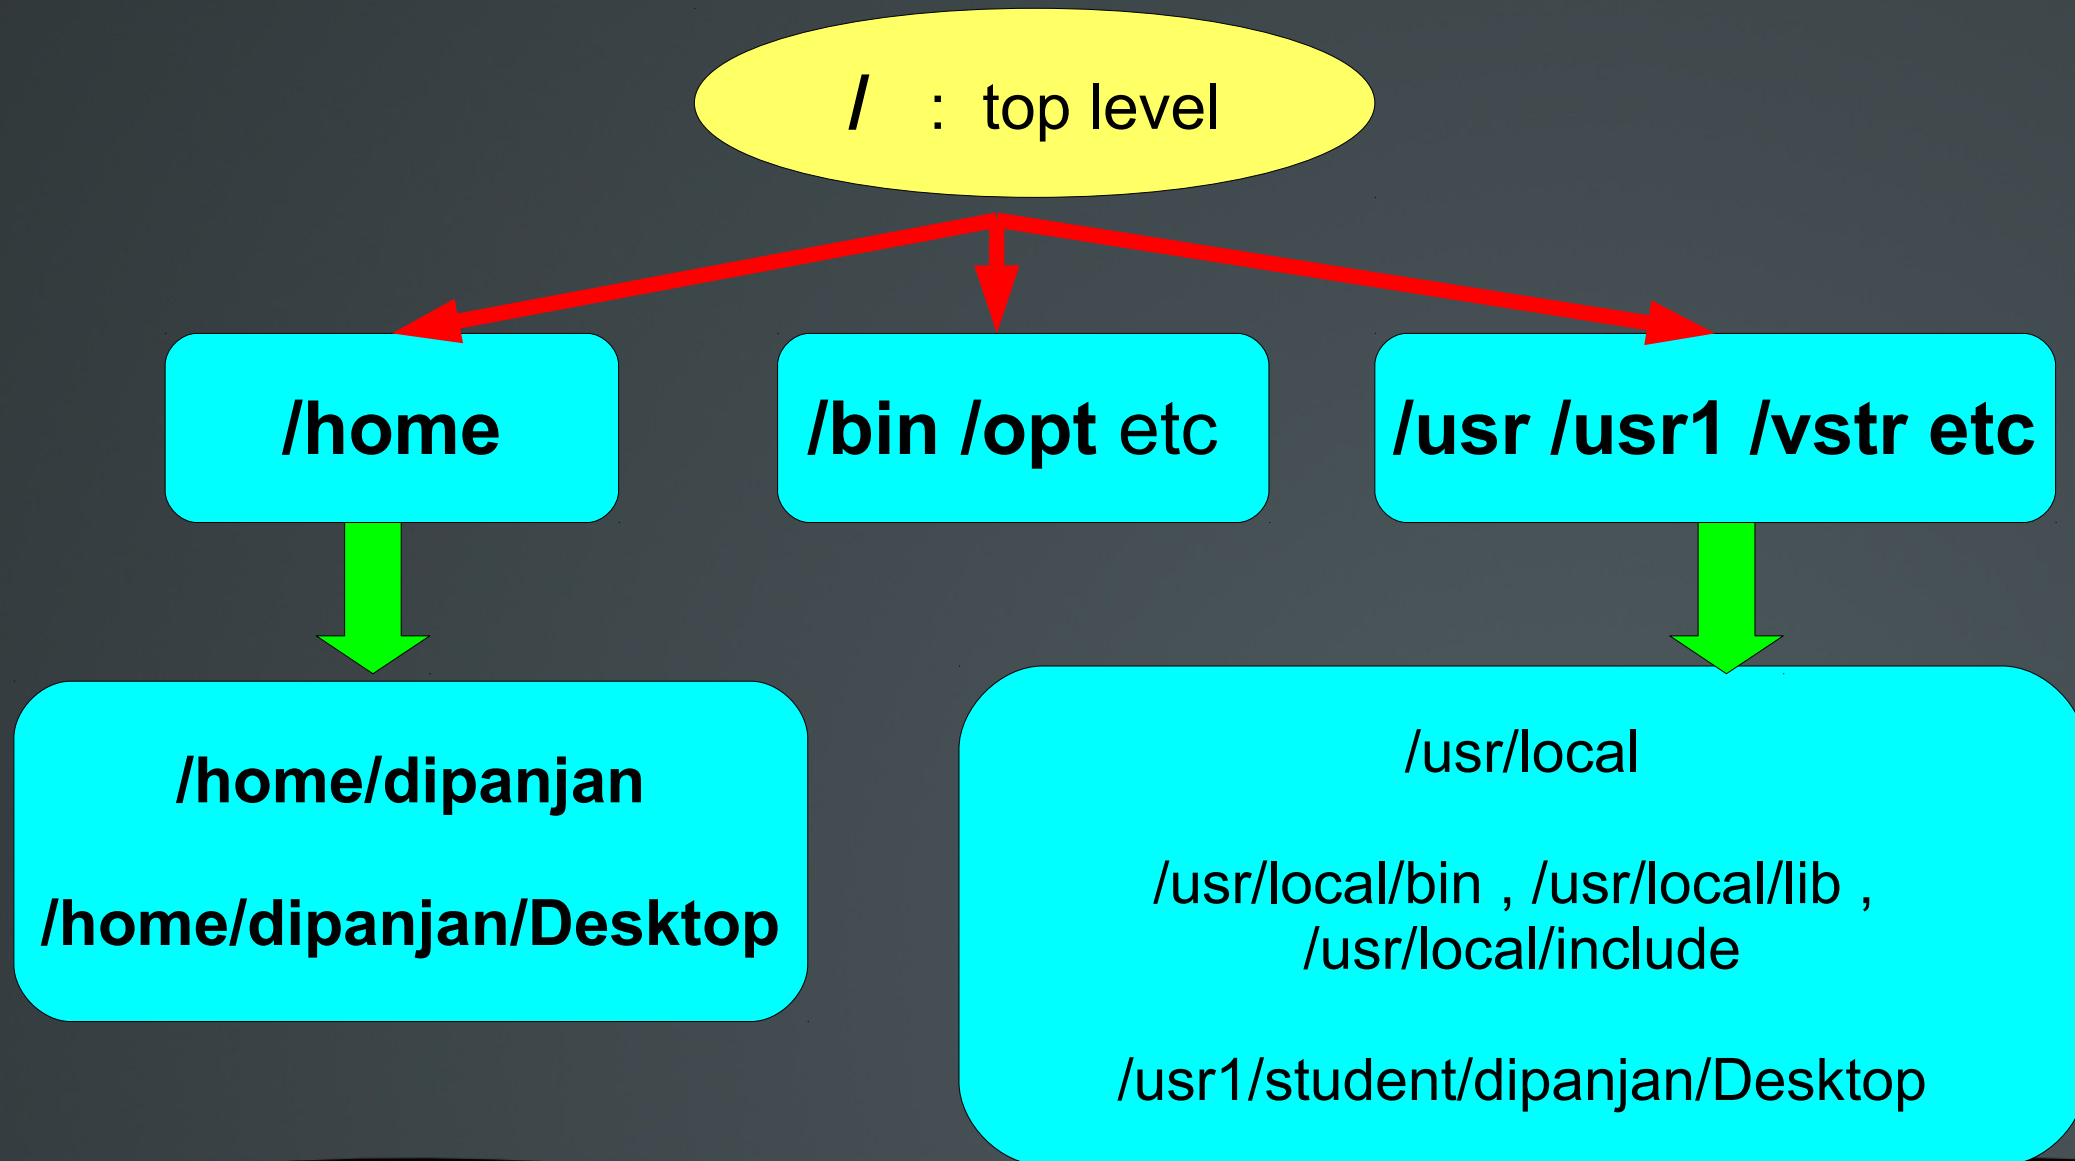 / : top level
/home
/bin /opt etc
/usr /usr1 /vstr etc
/home/dipanjan
/home/dipanjan/Desktop
/usr/local
/usr/local/bin , /usr/local/lib ,
/usr/local/include
/usr1/student/dipanjan/Desktop